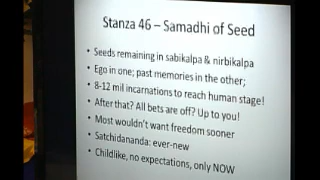 Stanza 46 – Samadhi of Seed
• Seeds remaining in sabikalpa & nirbikalpa
• Ego in one; past memories in the other;
• 8-12 mil incarnations to reach human stage!
• After that? All bets are off? Up to you!
• Most wouldn't want freedom sooner
• Satchidananda: ever-new
• Childlike, no expectations, only NOW